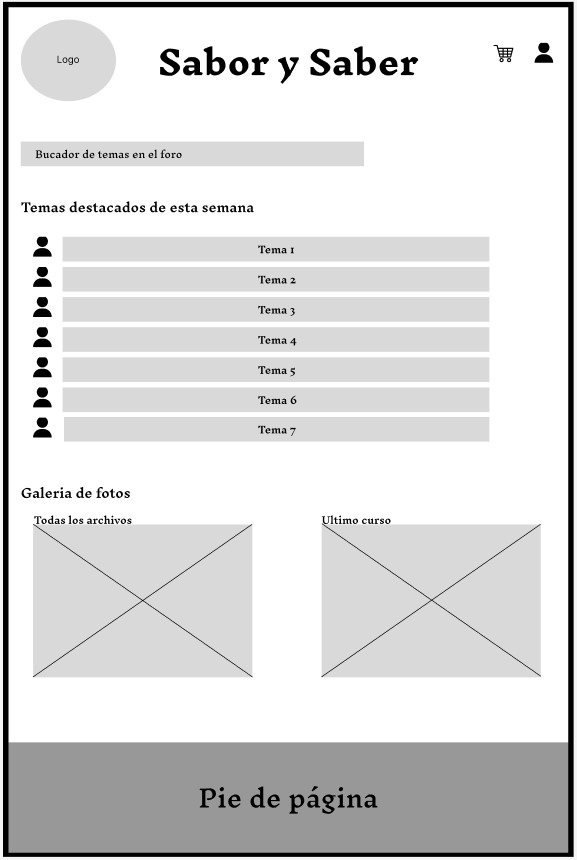 Logo
Sabor y Saber
Bucador de temas en el foro
Temas destacados de esta semana
Tema 1
Tema 2
Tema 3
Tema 4
Tema 5
Tema 6
Tema 7
Galeria de fotos
Todas los archivos
Ultimo curso
Pie de página